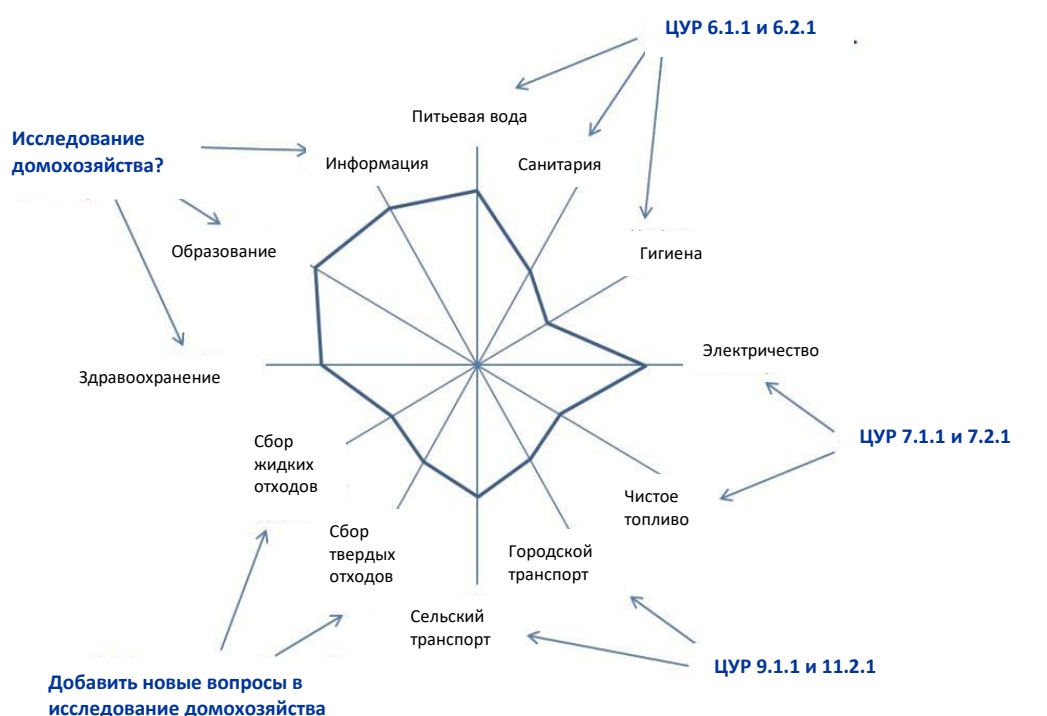 ЦУР 6.1.1 и 6.2.1
.
Питьевая вода
Исследование
домохозяйства?
Информация
Санитария
Образование
Гигиена
Электричество
Здравоохранение
ЦУР 7.1.1 и 7.2.1
Сбор
жидких
отходов
Чистое
топливо
Сбор
твердых
отходов
Городской
транспорт
Сельский
транспорт
ЦУР 9.1.1 и 11.2.1
Добавить новые вопросы в
исследование домохозяйства